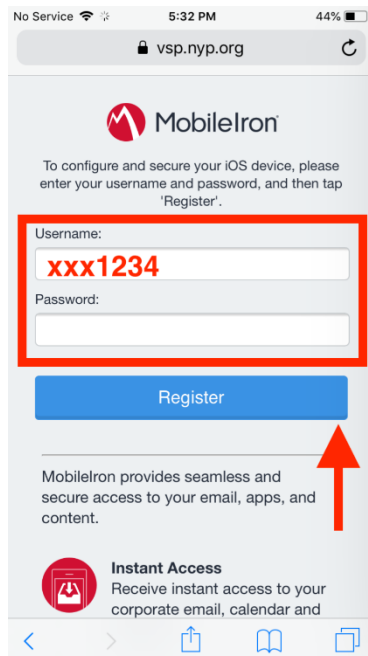 No Service 5:32 PM 44%
vsp.nyp.org
MobileIron
To configure and secure your iOS device, please
enter your username and password, and then tap
'Register'.
Username:
xxx1234
Password:
Register
MobileIron provides seamless and
secure access to your email, apps, and
content.
Instant Access
Receive instant access to your
corporate email, calendar and